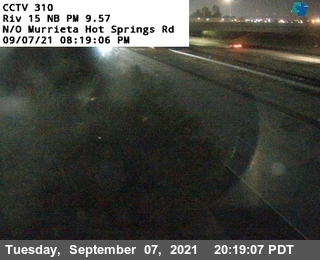 CCTV 310
Riv 15 NB PM 9.57
N/O Murrieta Hot Springs Rd
09/07/21 08:19:06 PM
Tuesday, September 07, 2021 20:19:07 PDT